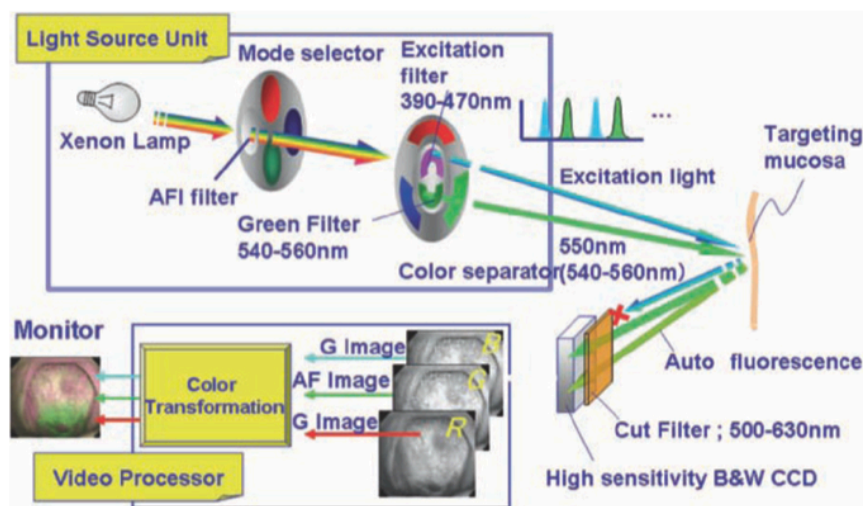 Light Source Unit
Mode selector
Excitation
filter
390-470nm
Xenon Lamp
AFI filter
Green Filter
540-560nm
...
Targeting
mucosa
Excitation light
550nm
Color separator(540-560nm)
Monitor
G Image
AF Image
G Image
B
G
R
Color
Transformation
Auto fluorescence
Cut Filter ; 500-630nm
High sensitivity B&W CCD
Video Processor